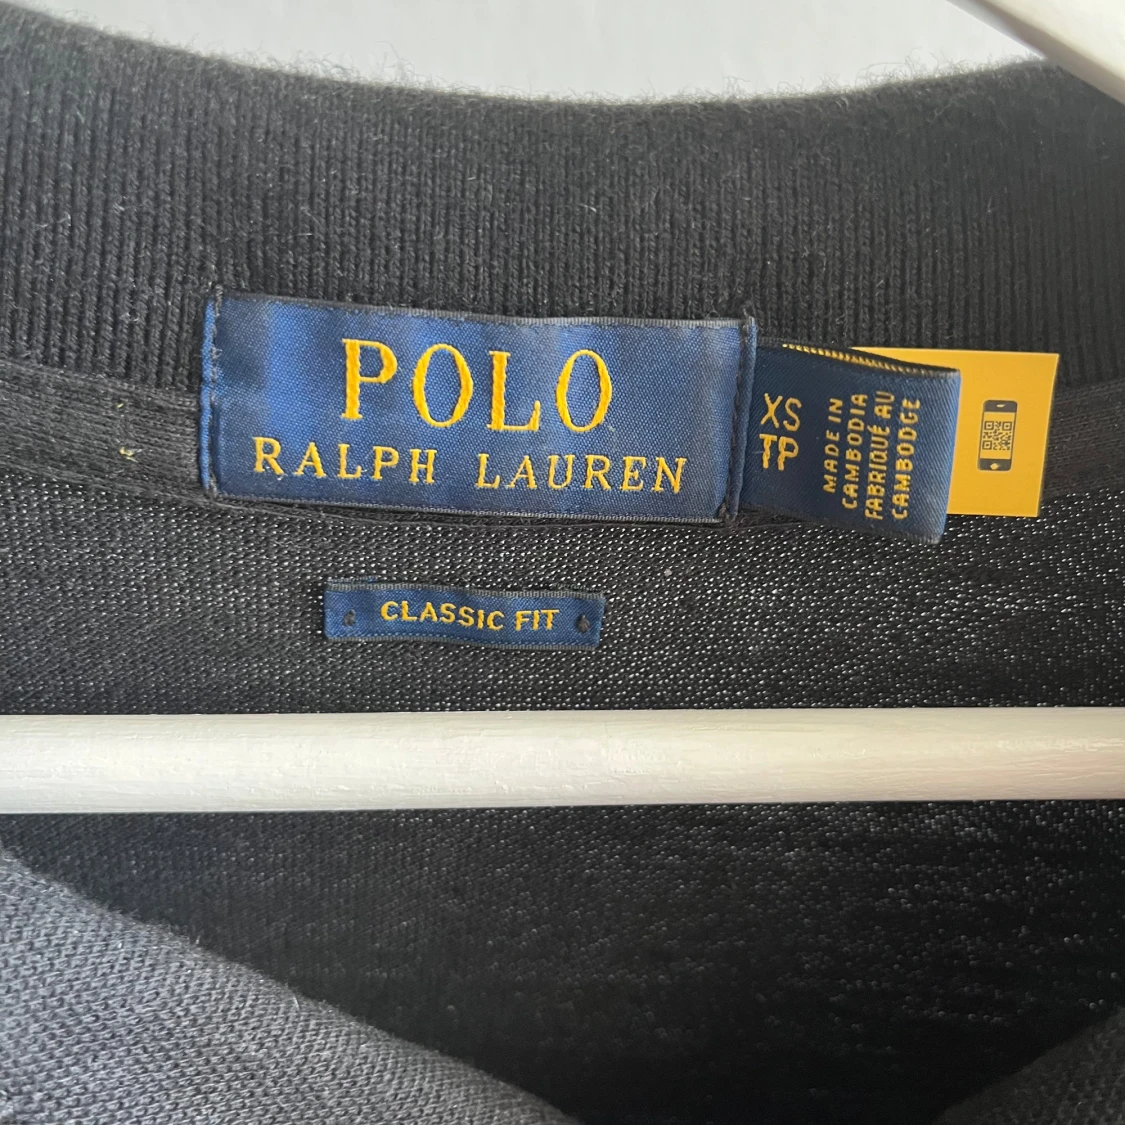 POLO
RALPH LAUREN
XS
TP
MADE IN
CAMBODIA
FABRIQUÉ AU
CAMBODGE
CLASSIC FIT